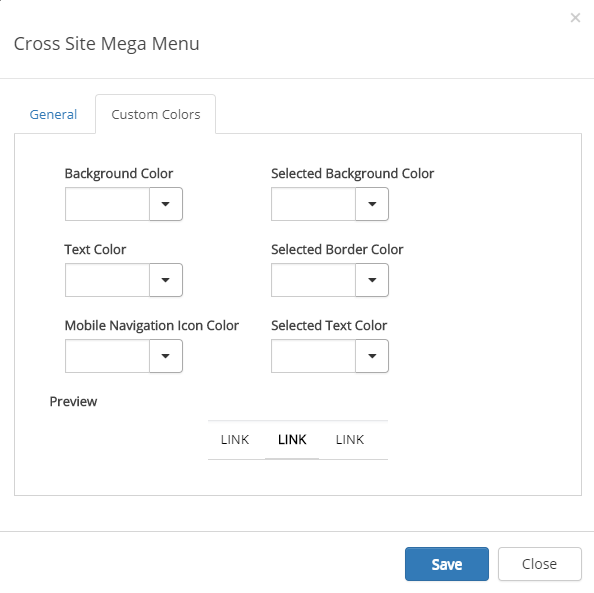 ×
Cross Site Mega Menu
General Custom Colors
Background Color Selected Background Color
Text Color Selected Border Color
Mobile Navigation Icon Color Selected Text Color
Preview
LINK LINK LINK
Save Close